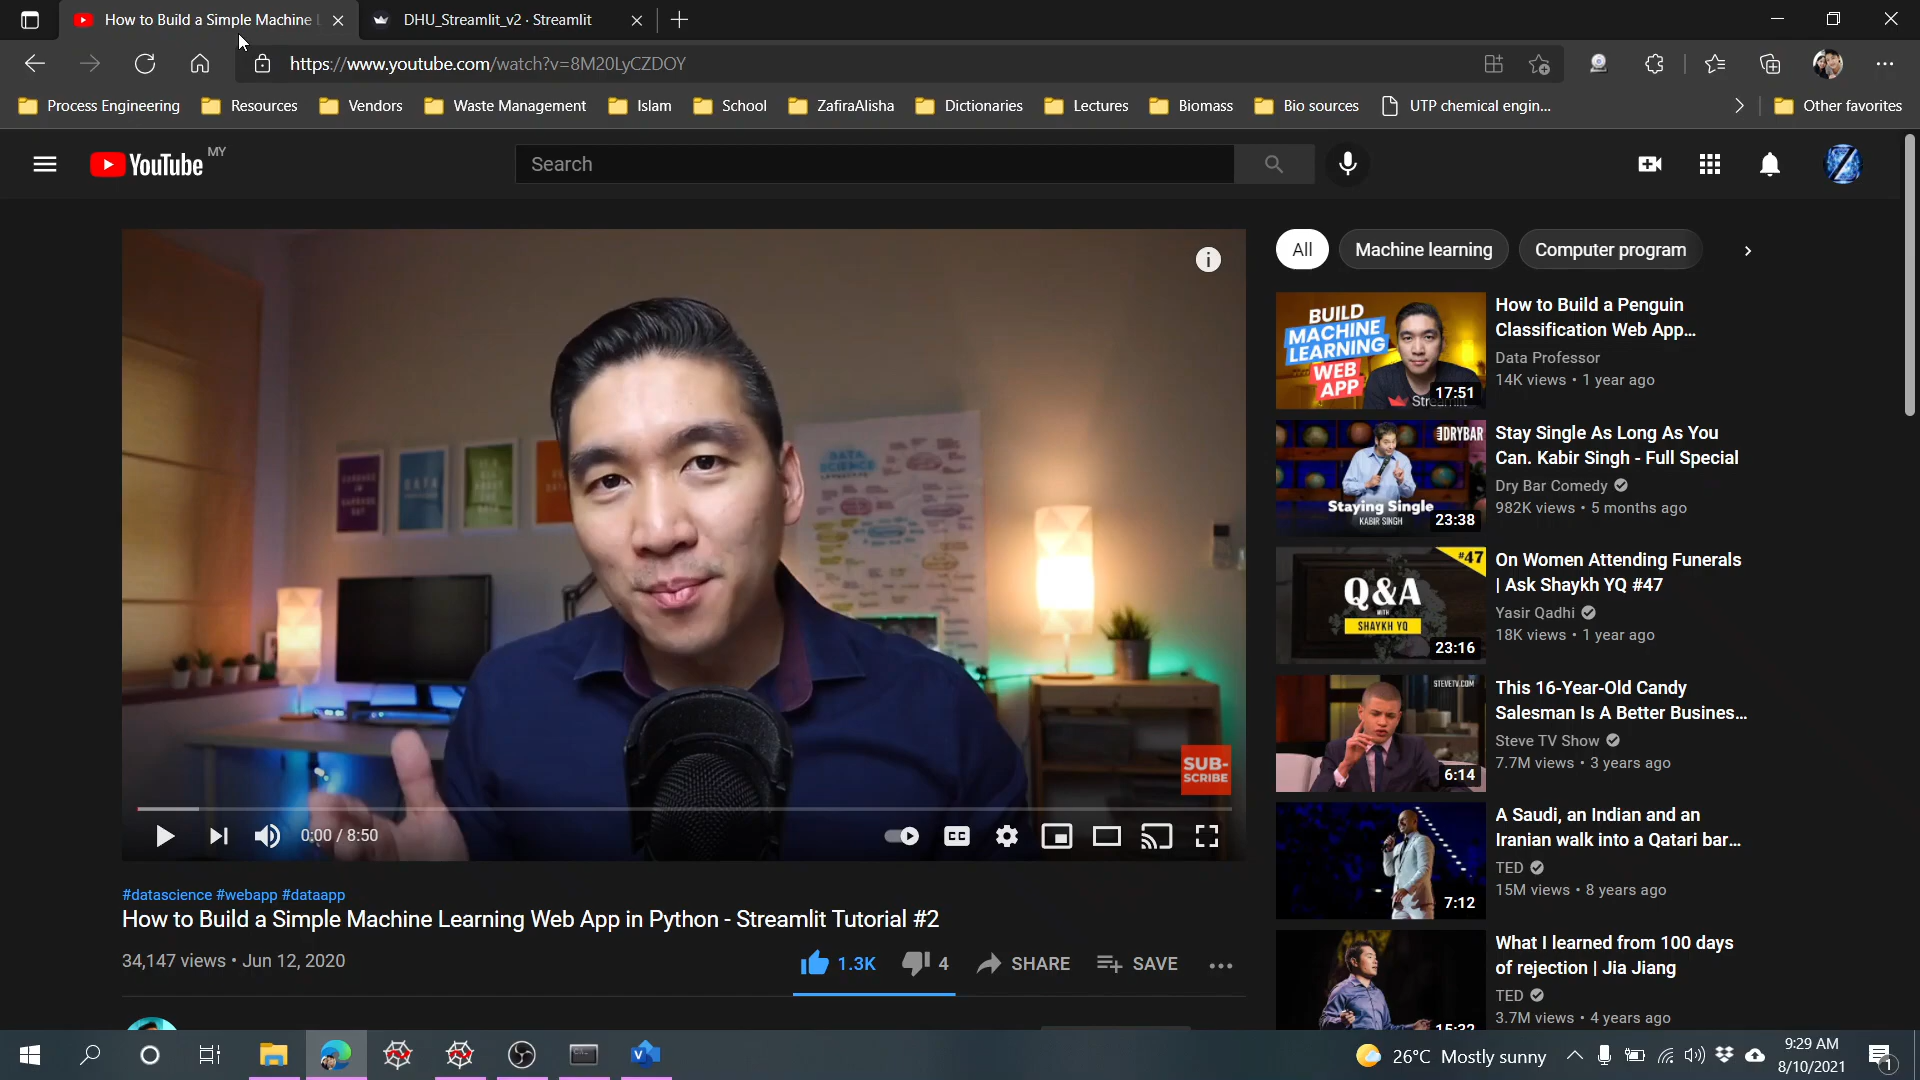 How to Build a Simple Machine
DHU_Streamlit_v2 · Streamlit
https://www.youtube.com/watch?v=8M20LyCZDOY
Process Engineering
Resources
Vendors
Waste Management
Islam
School
ZafiraAlisha
Dictionaries
Lectures
Biomass
Bio sources
UTP chemical engin...
Other favorites
YouTube MY
Search
All
Machine learning
Computer program
BUILD
MACHINE
LEARNING
WEB
APP
17:51
How to Build a Penguin
Classification Web App...
Data Professor
14K views • 1 year ago
DRYBAR
Staying Single
KABIR SINGH
23:38
Stay Single As Long As You
Can. Kabir Singh - Full Special
Dry Bar Comedy
982K views • 5 months ago
#47
Q&A
WITH
SHAYKH YQ
23:16
On Women Attending Funerals
| Ask Shaykh YQ #47
Yasir Qadhi
18K views • 1 year ago
STEVETV.COM
6:14
This 16-Year-Old Candy
Salesman Is A Better Busines...
Steve TV Show
7.7M views • 3 years ago
7:12
A Saudi, an Indian and an
Iranian walk into a Qatari bar...
TED
15M views • 8 years ago
15:32
What I learned from 100 days
of rejection | Jia Jiang
TED
3.7M views • 4 years ago
DATA
SCIENCE
SUB-
SCRIBE
0:00 / 8:50
CC
#datascience #webapp #dataapp
How to Build a Simple Machine Learning Web App in Python - Streamlit Tutorial #2
34,147 views • Jun 12, 2020
1.3K
4
SHARE
SAVE
26°C Mostly sunny
9:29 AM
8/10/2021
1